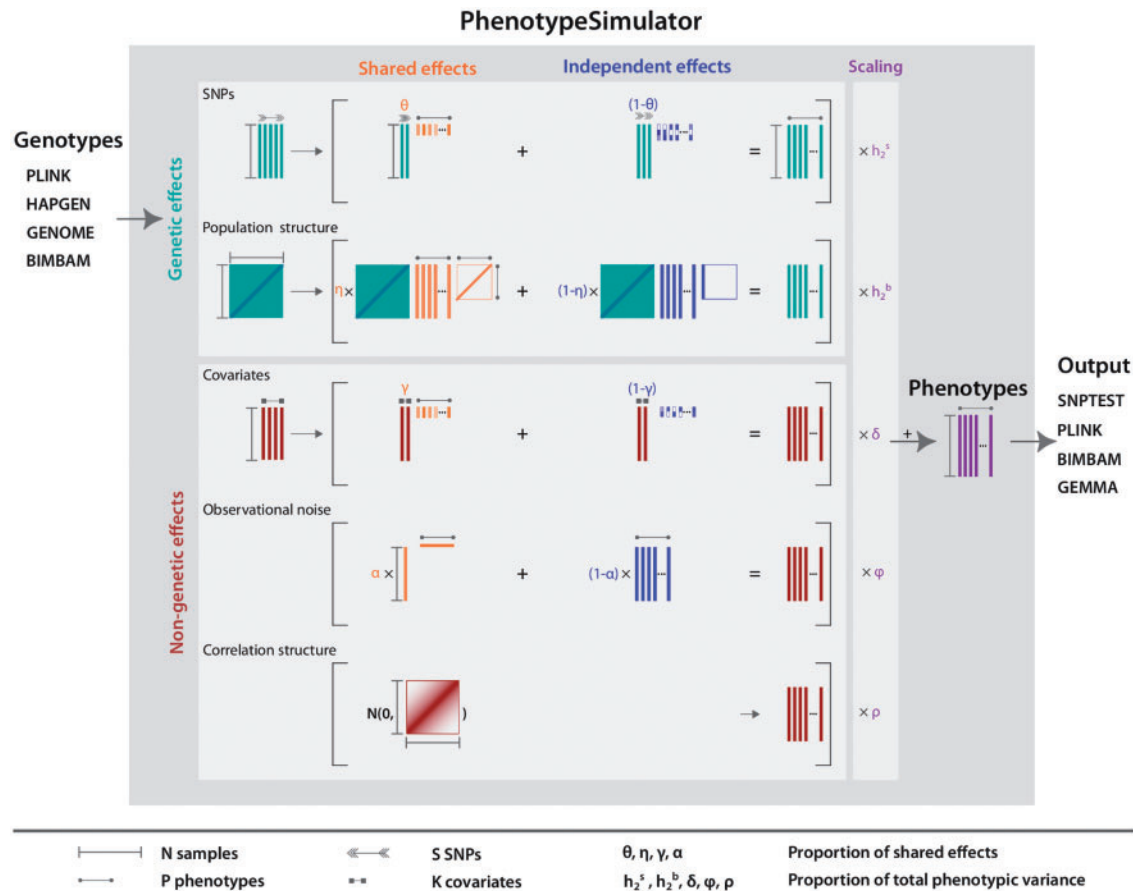 PhenotypeSimulator
Shared effects
Independent effects
Scaling
Genotypes
PLINK
HAPGEN
GENOME
BIMBAM
Genetic effects
SNPs
θ
+
(1-θ)
...
=
...
× h₂ˢ
Population structure
η ×
...
+
(1-η) ×
...
=
...
× h₂ᵇ
Non-genetic effects
Covariates
γ
...
+
(1-γ)
...
=
...
× δ
+
Observational noise
α ×
+
(1-α) ×
...
=
...
× φ
Correlation structure
N(0, )
...
× ρ
Phenotypes
...
Output
SNPTEST
PLINK
BIMBAM
GEMMA
N samples
S SNPs
θ, η, γ, α
Proportion of shared effects
P phenotypes
K covariates
h₂ˢ, h₂ᵇ, δ, φ, ρ
Proportion of total phenotypic variance